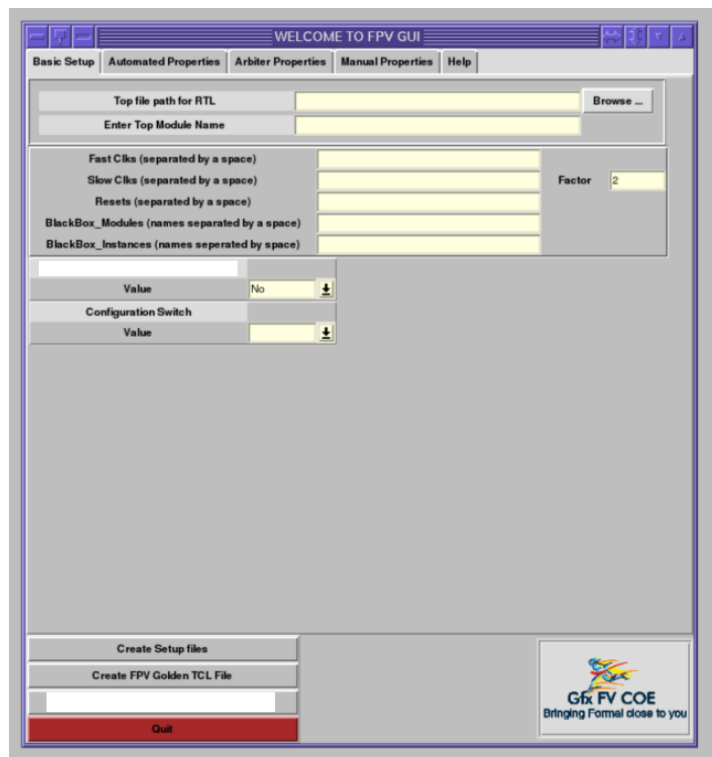 WELCOME TO FPV GUI
Basic Setup Automated Properties Arbiter Properties Manual Properties Help
Top file path for RTL Browse ...
Enter Top Module Name
Fast Clks (separated by a space)
Slow Clks (separated by a space) Factor 2
Resets (separated by a space)
BlackBox_Modules (names separated by a space)
BlackBox_Instances (names seperated by space)
Value No
Configuration Switch
Value
Create Setup files
Create FPV Golden TCL File
Quit
Gfx FV COE
Bringing Formal close to you